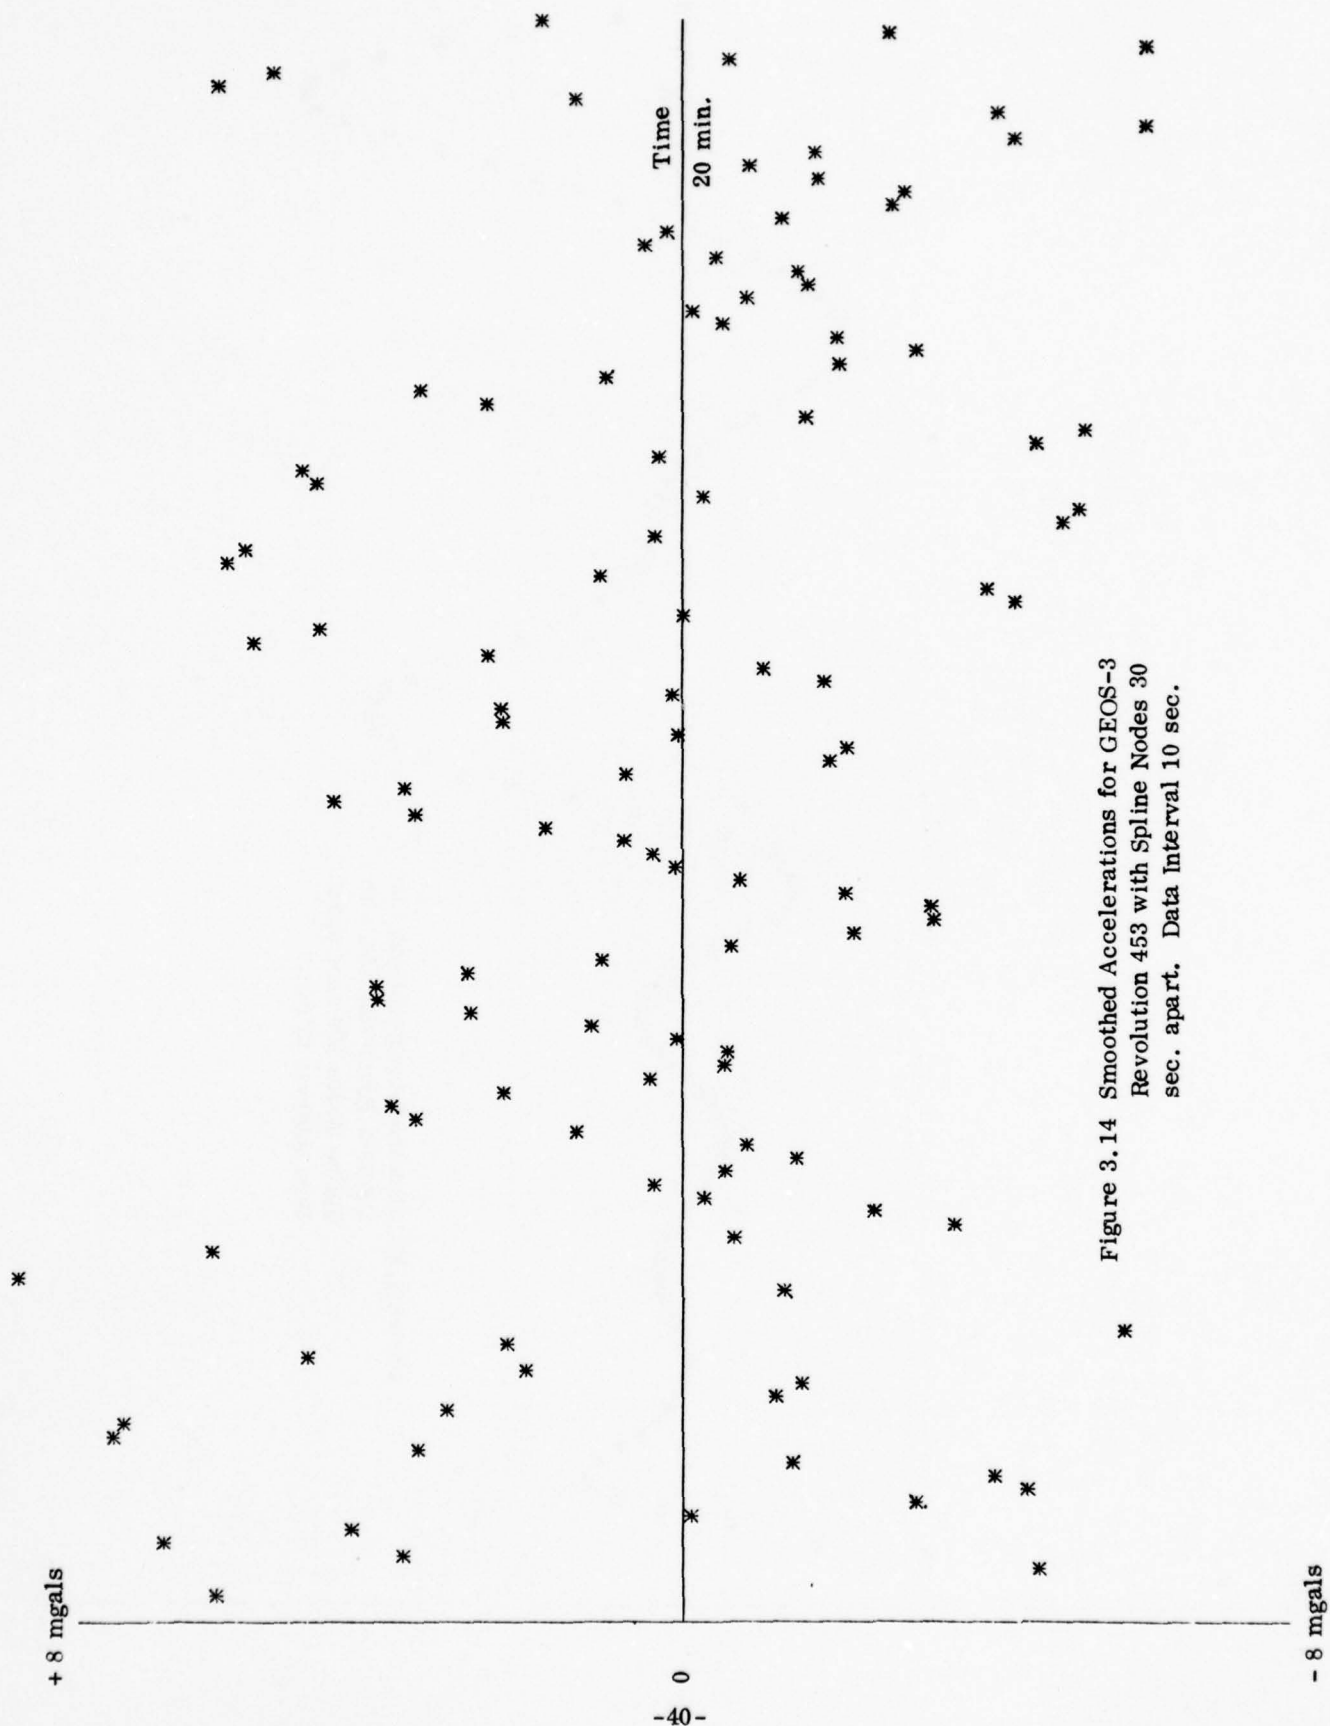 + 8 mgals
0
- 8 mgals
Time
20 min.
Figure 3.14 Smoothed Accelerations for GEOS-3
Revolution 453 with Spline Nodes 30
sec. apart. Data Interval 10 sec.
-40-